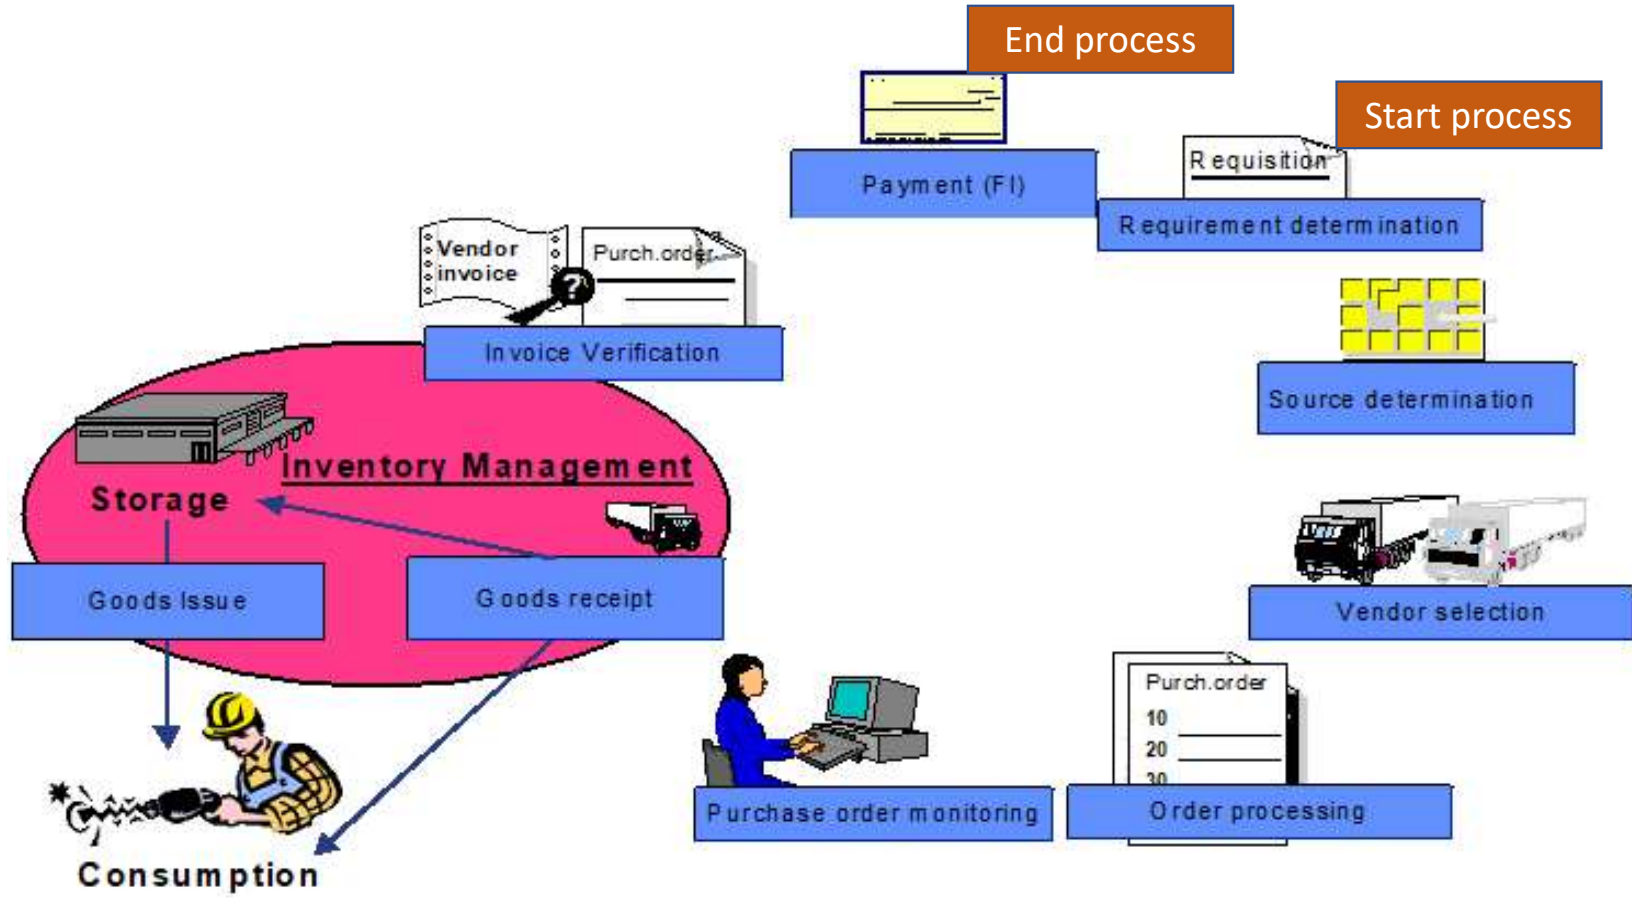 End process
Start process
Requisition
Payment (FI)
Requirement determination
Vendor
invoice
Purch.order
?
Invoice Verification
Source determination
Inventory Management
Storage
Goods Issue
Goods receipt
Vendor selection
Purch.order
10
20
30
Purchase order monitoring
Order processing
Consumption